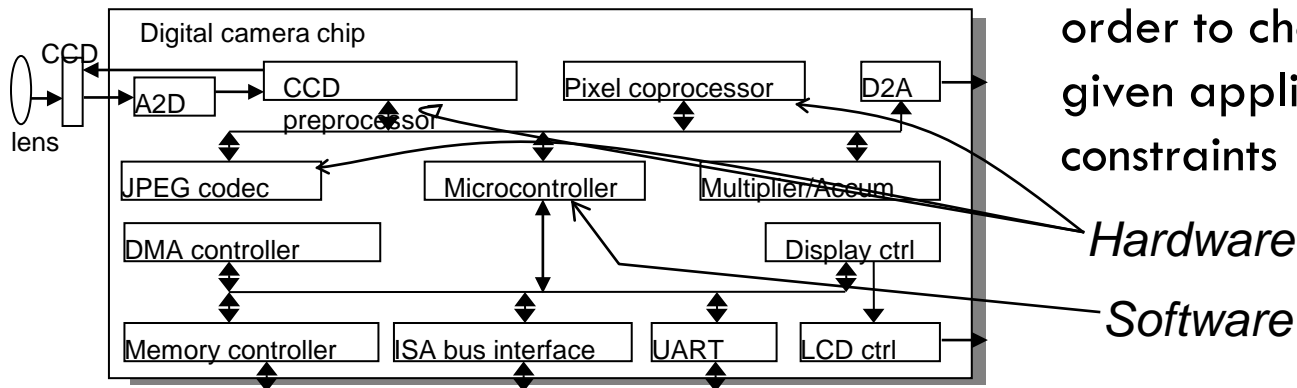 Digital camera chip
CCD
CCD
preprocessor
Pixel coprocessor
D2A
A2D
lens
JPEG codec
Microcontroller
Multiplier/Accum
DMA controller
Display ctrl
Memory controller
ISA bus interface
UART
LCD ctrl
given appli
constraints
Hardware
Software
order to